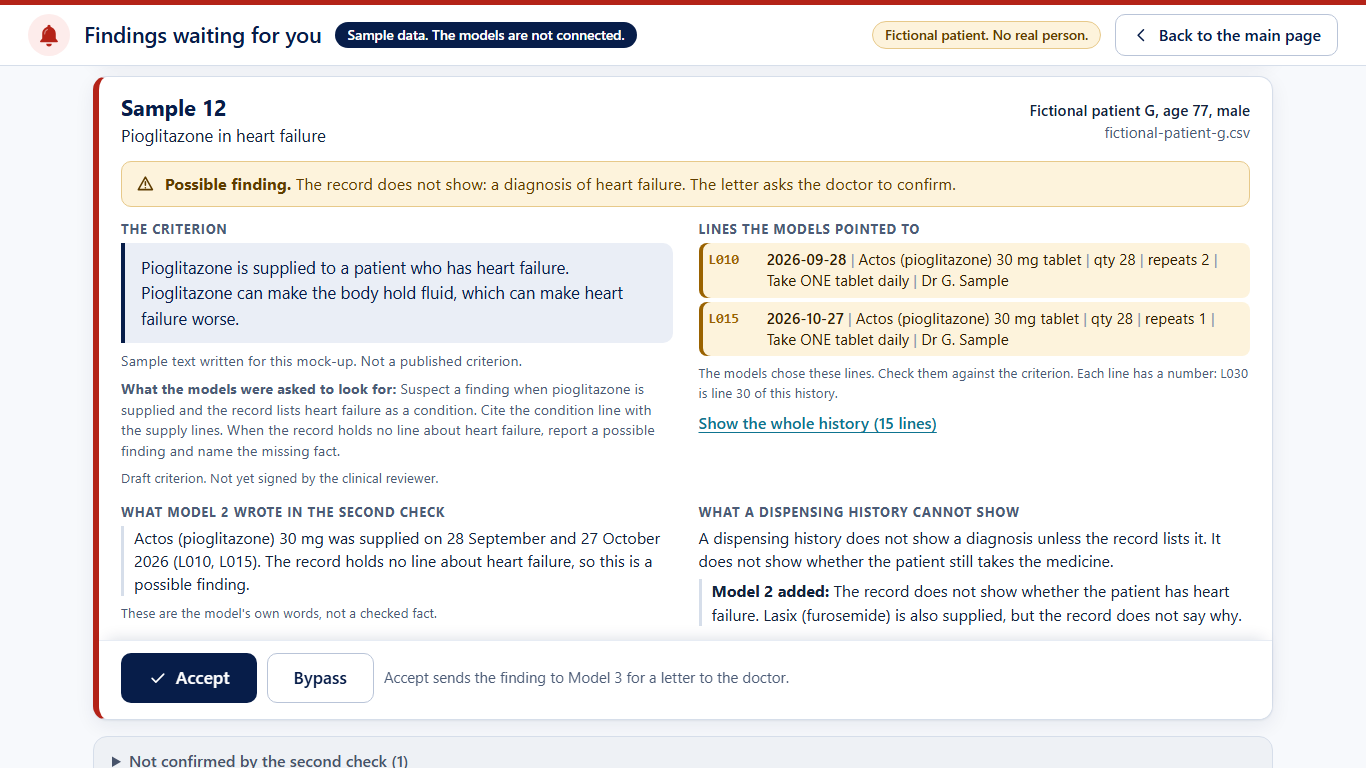 Findings waiting for you
Sample data. The models are not connected.
Fictional patient. No real person.
Back to the main page
Sample 12
Pioglitazone in heart failure
Fictional patient G, age 77, male
fictional-patient-g.csv
Possible finding. The record does not show: a diagnosis of heart failure. The letter asks the doctor to confirm.
THE CRITERION
Pioglitazone is supplied to a patient who has heart failure.
Pioglitazone can make the body hold fluid, which can make heart
failure worse.
Sample text written for this mock-up. Not a published criterion.
What the models were asked to look for: Suspect a finding when pioglitazone is
supplied and the record lists heart failure as a condition. Cite the condition line with
the supply lines. When the record holds no line about heart failure, report a possible
finding and name the missing fact.
Draft criterion. Not yet signed by the clinical reviewer.
LINES THE MODELS POINTED TO
L010 2026-09-28 | Actos (pioglitazone) 30 mg tablet | qty 28 | repeats 2 |
Take ONE tablet daily | Dr G. Sample
L015 2026-10-27 | Actos (pioglitazone) 30 mg tablet | qty 28 | repeats 1 |
Take ONE tablet daily | Dr G. Sample
The models chose these lines. Check them against the criterion. Each line has a number: L030
is line 30 of this history.
Show the whole history (15 lines)
WHAT MODEL 2 WROTE IN THE SECOND CHECK
Actos (pioglitazone) 30 mg was supplied on 28 September and 27 October
2026 (L010, L015). The record holds no line about heart failure, so this is a
possible finding.
These are the model's own words, not a checked fact.
WHAT A DISPENSING HISTORY CANNOT SHOW
A dispensing history does not show a diagnosis unless the record lists it. It
does not show whether the patient still takes the medicine.
Model 2 added: The record does not show whether the patient has heart
failure. Lasix (furosemide) is also supplied, but the record does not say why.
Accept
Bypass
Accept sends the finding to Model 3 for a letter to the doctor.
Not confirmed by the second check (1)